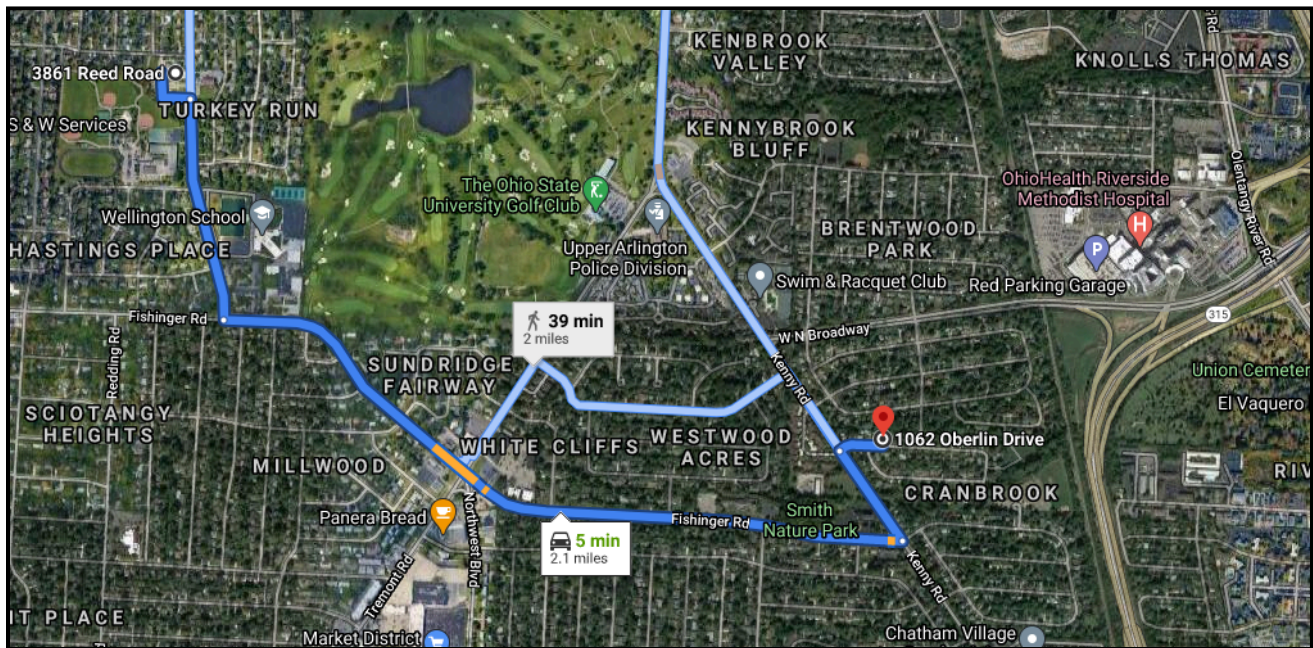 KENBROOK
VALLEY
KNOLLS THOMAS
3861 Reed Road
TURKEY RUN
S & W Services
KENNYBROOK
BLUFF
The Ohio State
University Golf Club
OhioHealth Riverside
Methodist Hospital
H
Olentangy River Rd
Wellington School
HASTINGS PLACE
Upper Arlington
Police Division
BRENTWOOD
PARK
P
Swim & Racquet Club
Red Parking Garage
Fishinger Rd
39 min
2 miles
W N Broadway
315
Redding Rd
SUNDRIDGE
FAIRWAY
Kenny Rd
Union Cemeter
El Vaquero
SCIOTANGY
HEIGHTS
WHITE CLIFFS
WESTWOOD
ACRES
1062 Oberlin Drive
MILLWOOD
CRANBROOK
RIV
Panera Bread
Northwest Blvd
Fishinger Rd
Smith
Nature Park
5 min
2.1 miles
Tremont Rd
Kenny Rd
IT PLACE
Market District
Chatham Village